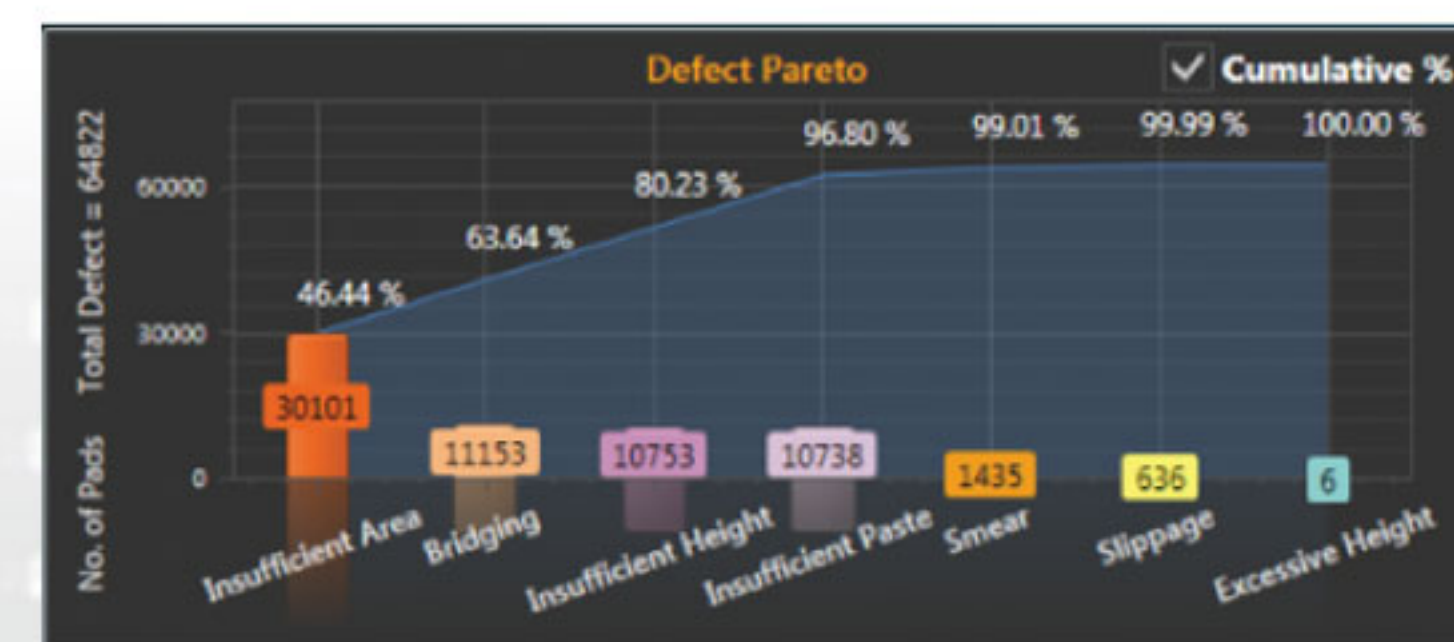 Defect Pareto
Cumulative %
No. of Pads Total Defect = 64822
60000
30000
0
46.44 %
63.64 %
80.23 %
96.80 %
99.01 %
99.99 %
100.00 %
30101
11153
10753
10738
1435
636
6
Insufficient Area
Bridging
Insufficient Height
Insufficient Paste
Smear
Slippage
Excessive Height